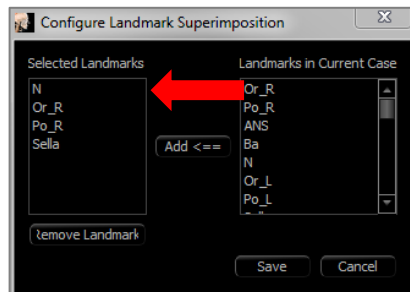 Configure Landmark Superimposition
Selected Landmarks
N
Or_R
Po_R
Sella
Add <==
Remove Landmark
Landmarks in Current Case
Or_R
Po_R
ANS
Ba
N
Or_L
Po_L
Save
Cancel